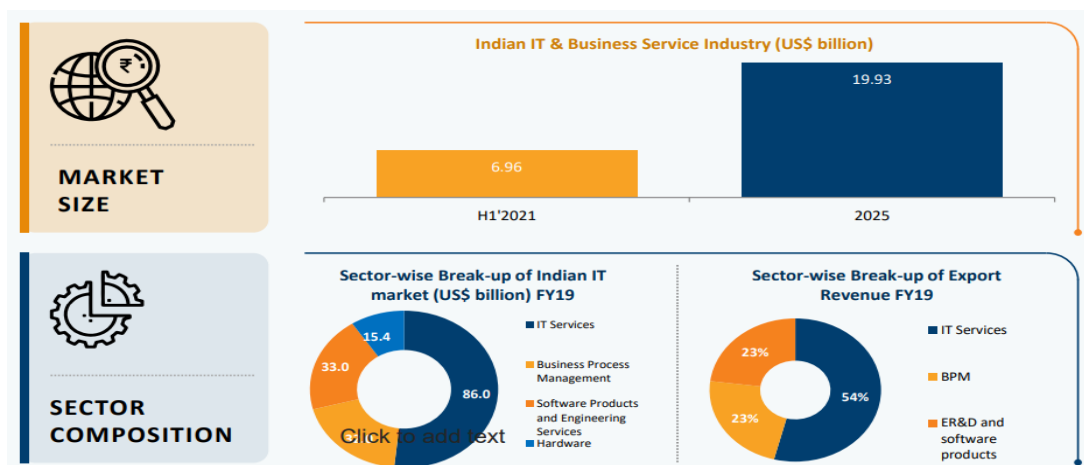 Indian IT & Business Service Industry (US$ billion)
₹
19.93
6.96
MARKET
SIZE
H1'2021
2025
Sector-wise Break-up of Indian IT
market (US$ billion) FY19
IT Services
15.4
33.0
Business Process
Management
86.0
Software Products
and Engineering
Services
Hardware
Click to add text
Sector-wise Break-up of Export
Revenue FY19
IT Services
23%
BPM
54%
23%
ER&D and
software
products
SECTOR
COMPOSITION